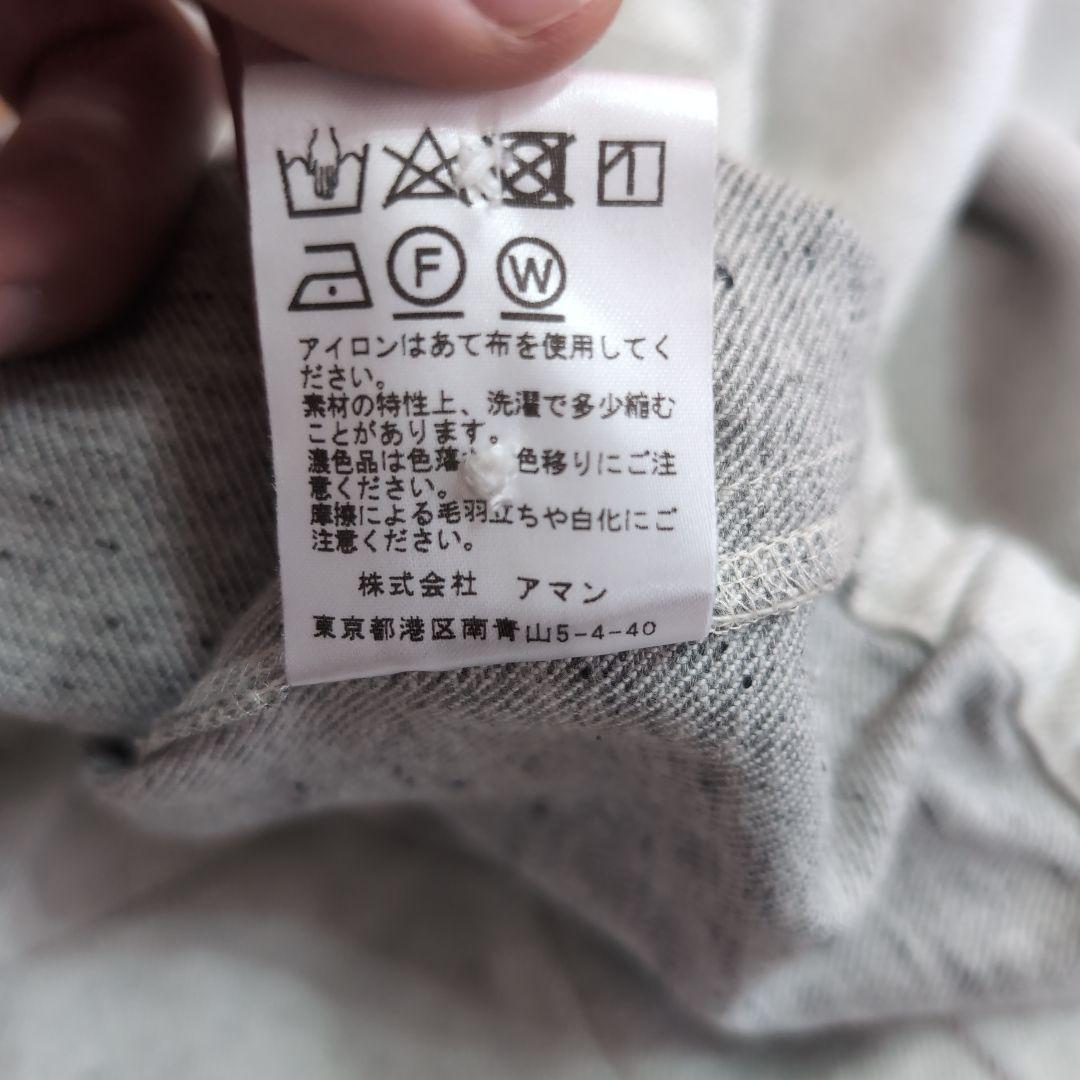 F W
アイロンはあて布を使用してく
ださい。
素材の特性上、洗濯で多少縮む
ことがあります。
濃色品は色落 色移りにご注
意ください。
摩擦による毛羽立ちや白化にご
注意ください。
株式会社 アマン
東京都港区南青山5-4-40